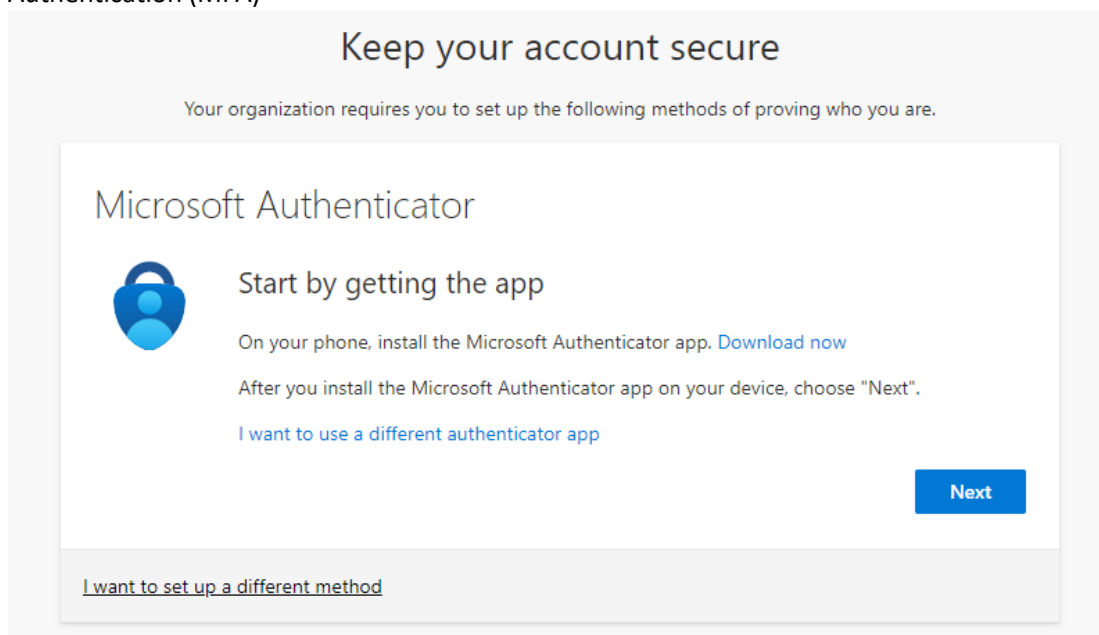 Keep your account secure
Your organization requires you to set up the following methods of proving who you are.
Microsoft Authenticator
Start by getting the app
On your phone, install the Microsoft Authenticator app. Download now
After you install the Microsoft Authenticator app on your device, choose "Next".
I want to use a different authenticator app
Next
I want to set up a different method